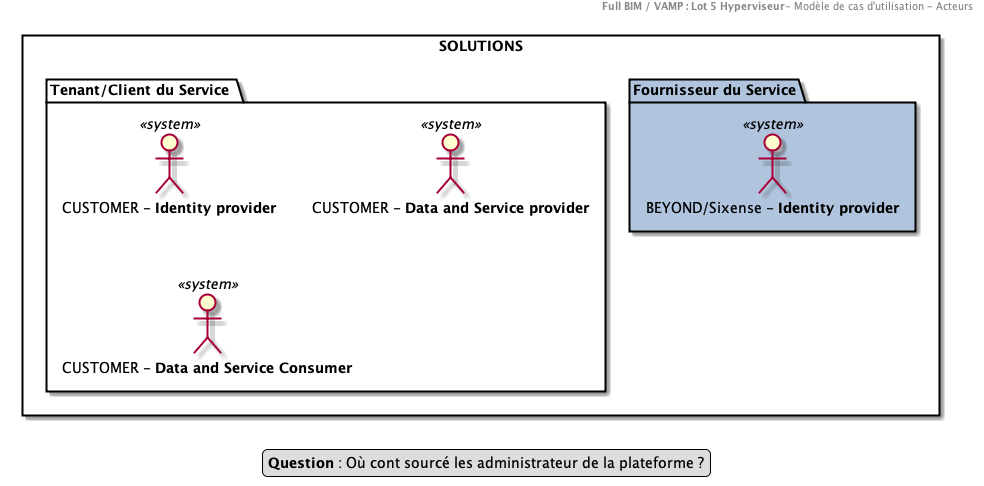 Full BIM / VAMP : Lot 5 Hyperviseur- Modèle de cas d'utilisation - Acteurs
SOLUTIONS
Tenant/Client du Service
Fournisseur du Service
«system»
«system»
«system»
CUSTOMER - Identity provider
CUSTOMER - Data and Service provider
BEYOND/Sixense - Identity provider
«system»
CUSTOMER - Data and Service Consumer
Question : Où cont sourcé les administrateur de la plateforme ?